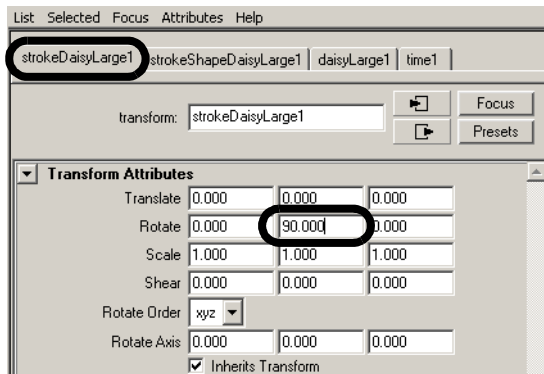 List Selected Focus Attributes Help
strokeDaisyLarge1 strokeShapeDaisyLarge1 daisyLarge1 time1
transform: strokeDaisyLarge1 Focus
Presets
Transform Attributes
Translate 0.000 0.000 0.000
Rotate 0.000 90.000 0.000
Scale 1.000 1.000 1.000
Shear 0.000 0.000 0.000
Rotate Order xyz
Rotate Axis 0.000 0.000 0.000
Inherits Transform